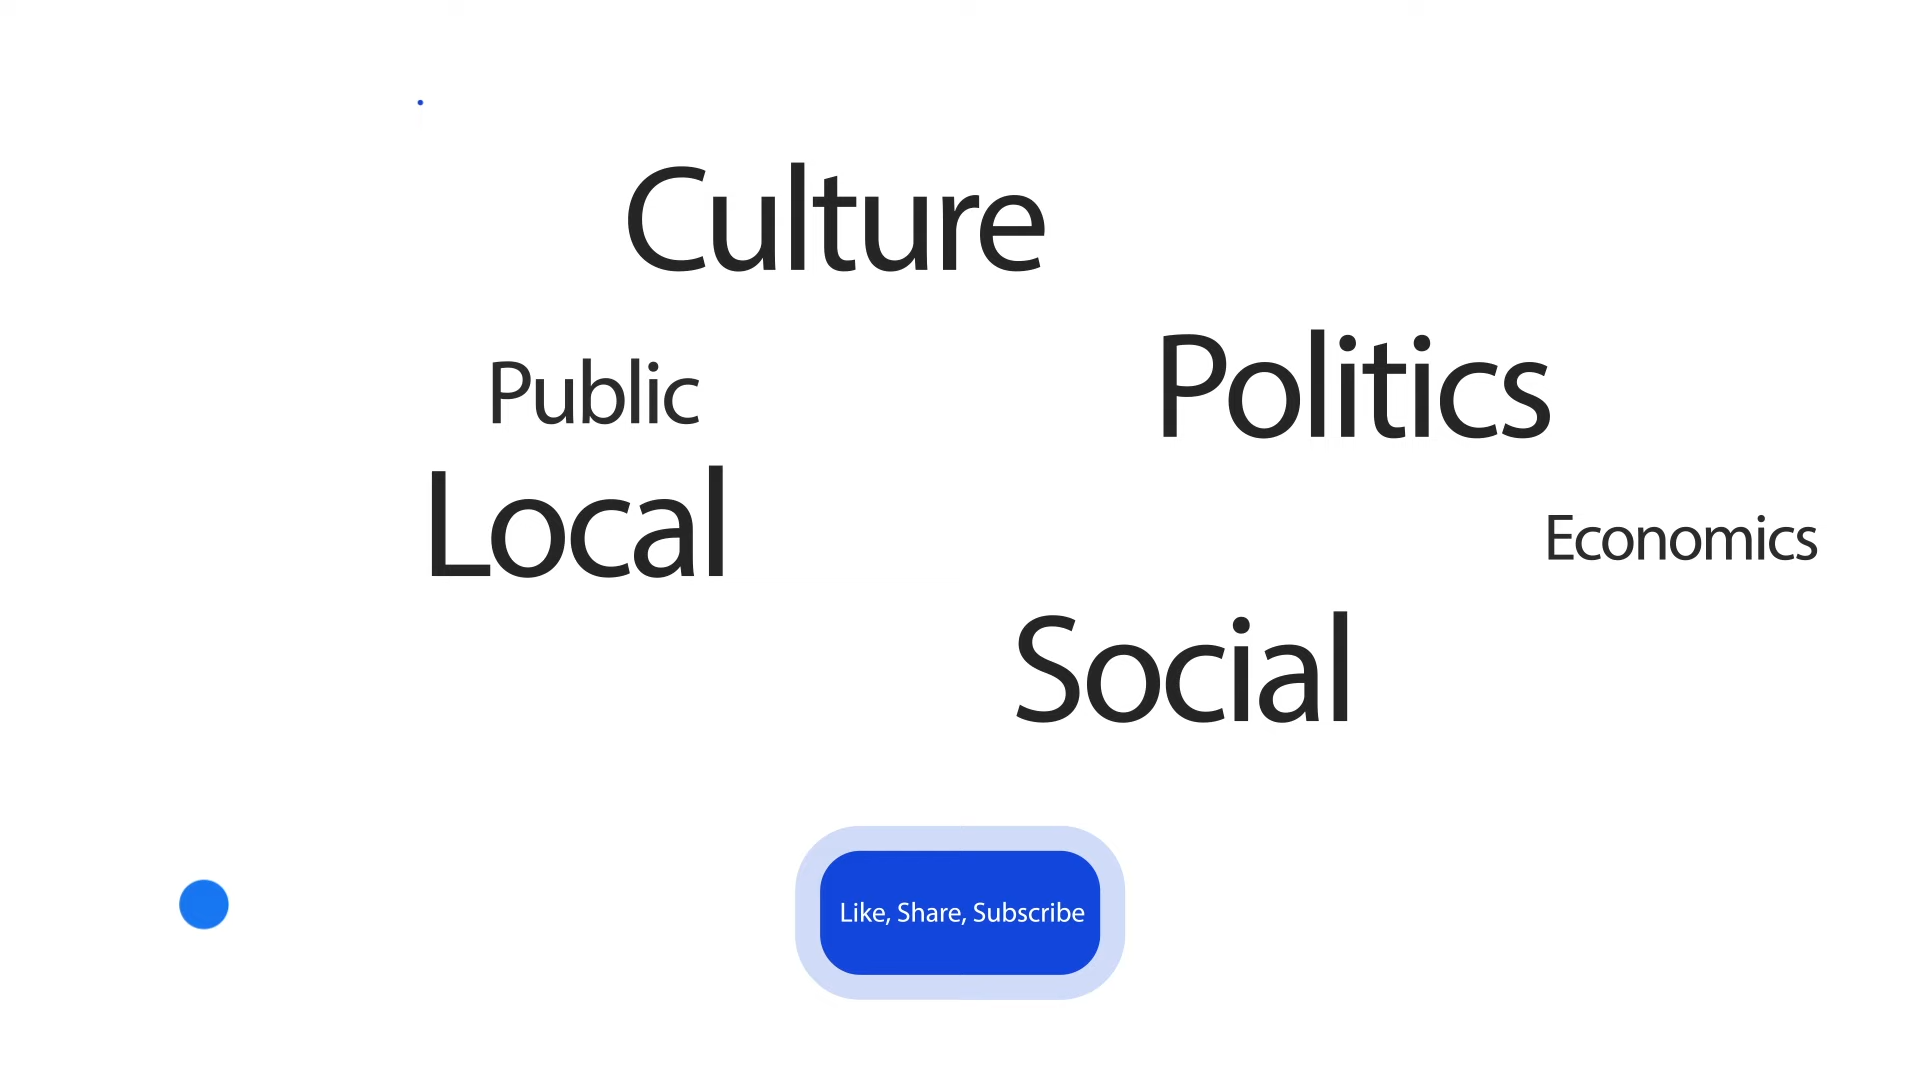 Culture
Politics
Public
Local
Economics
Social
Like, Share, Subscribe